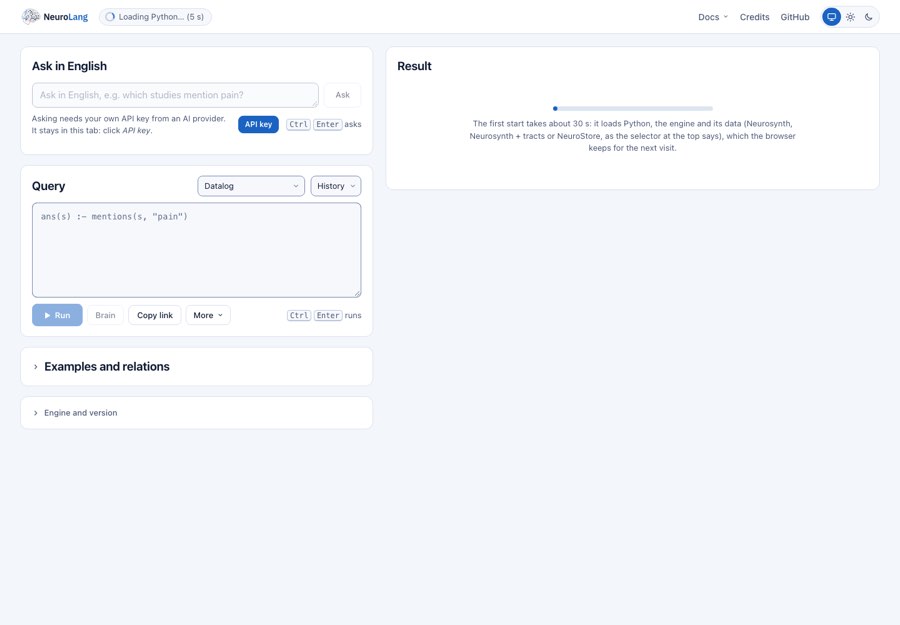 NeuroLang
Loading Python... (5 s)
Docs
Credits
GitHub
Ask in English
Ask in English, e.g. which studies mention pain?
Ask
Asking needs your own API key from an AI provider.
It stays in this tab: click API key.
API key
Ctrl Enter asks
Query
Datalog
History
ans(s) :- mentions(s, "pain")
Run
Brain
Copy link
More
Ctrl Enter runs
Examples and relations
Engine and version
Result
The first start takes about 30 s: it loads Python, the engine and its data (Neurosynth,
Neurosynth + tracts or NeuroStore, as the selector at the top says), which the browser
keeps for the next visit.